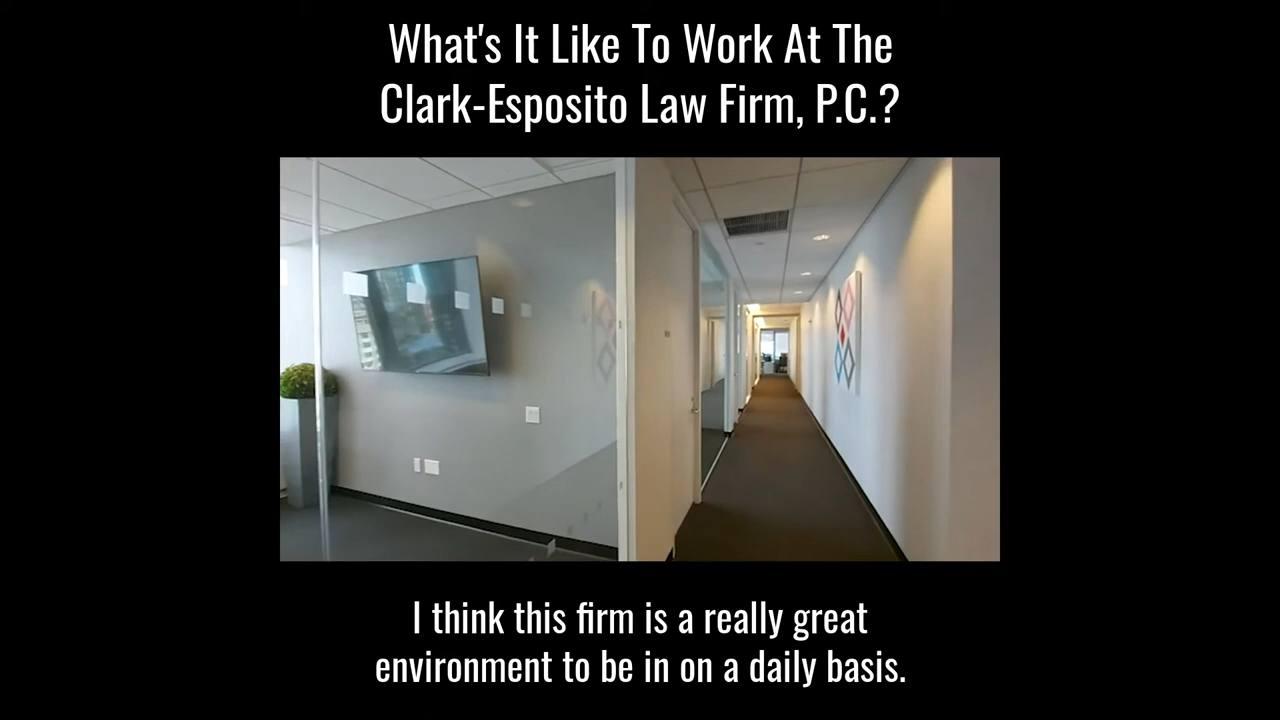 What's It Like To Work At The
Clark-Esposito Law Firm, P.C.?
I think this firm is a really great
environment to be in on a daily basis.